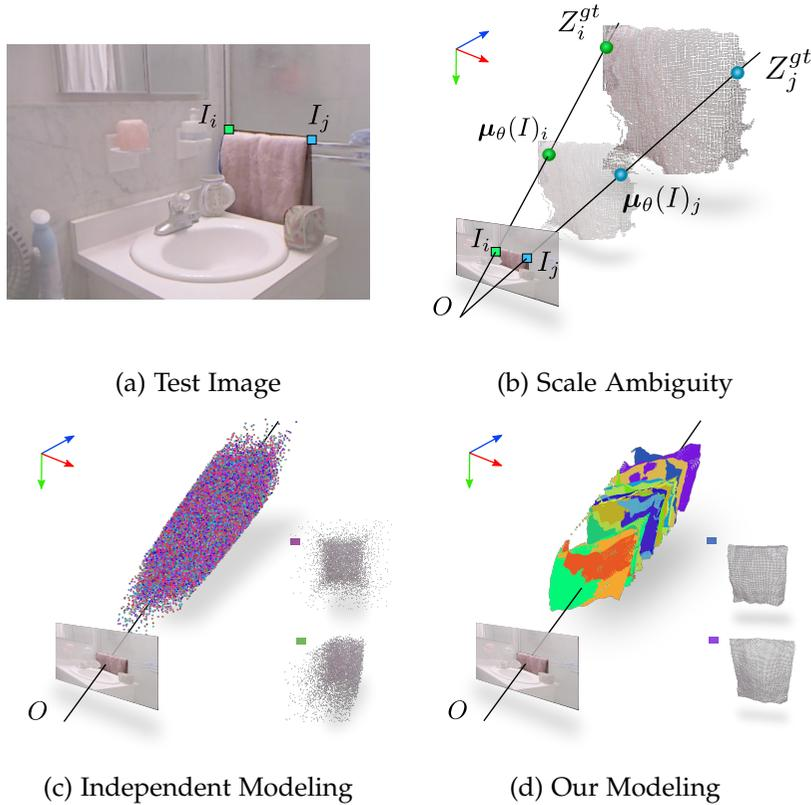 I_i
I_j
Z_i^{gt}
Z_j^{gt}
μ_θ(I)_i
μ_θ(I)_j
I_i
I_j
O
(a) Test Image
(b) Scale Ambiguity
O
O
(c) Independent Modeling
(d) Our Modeling